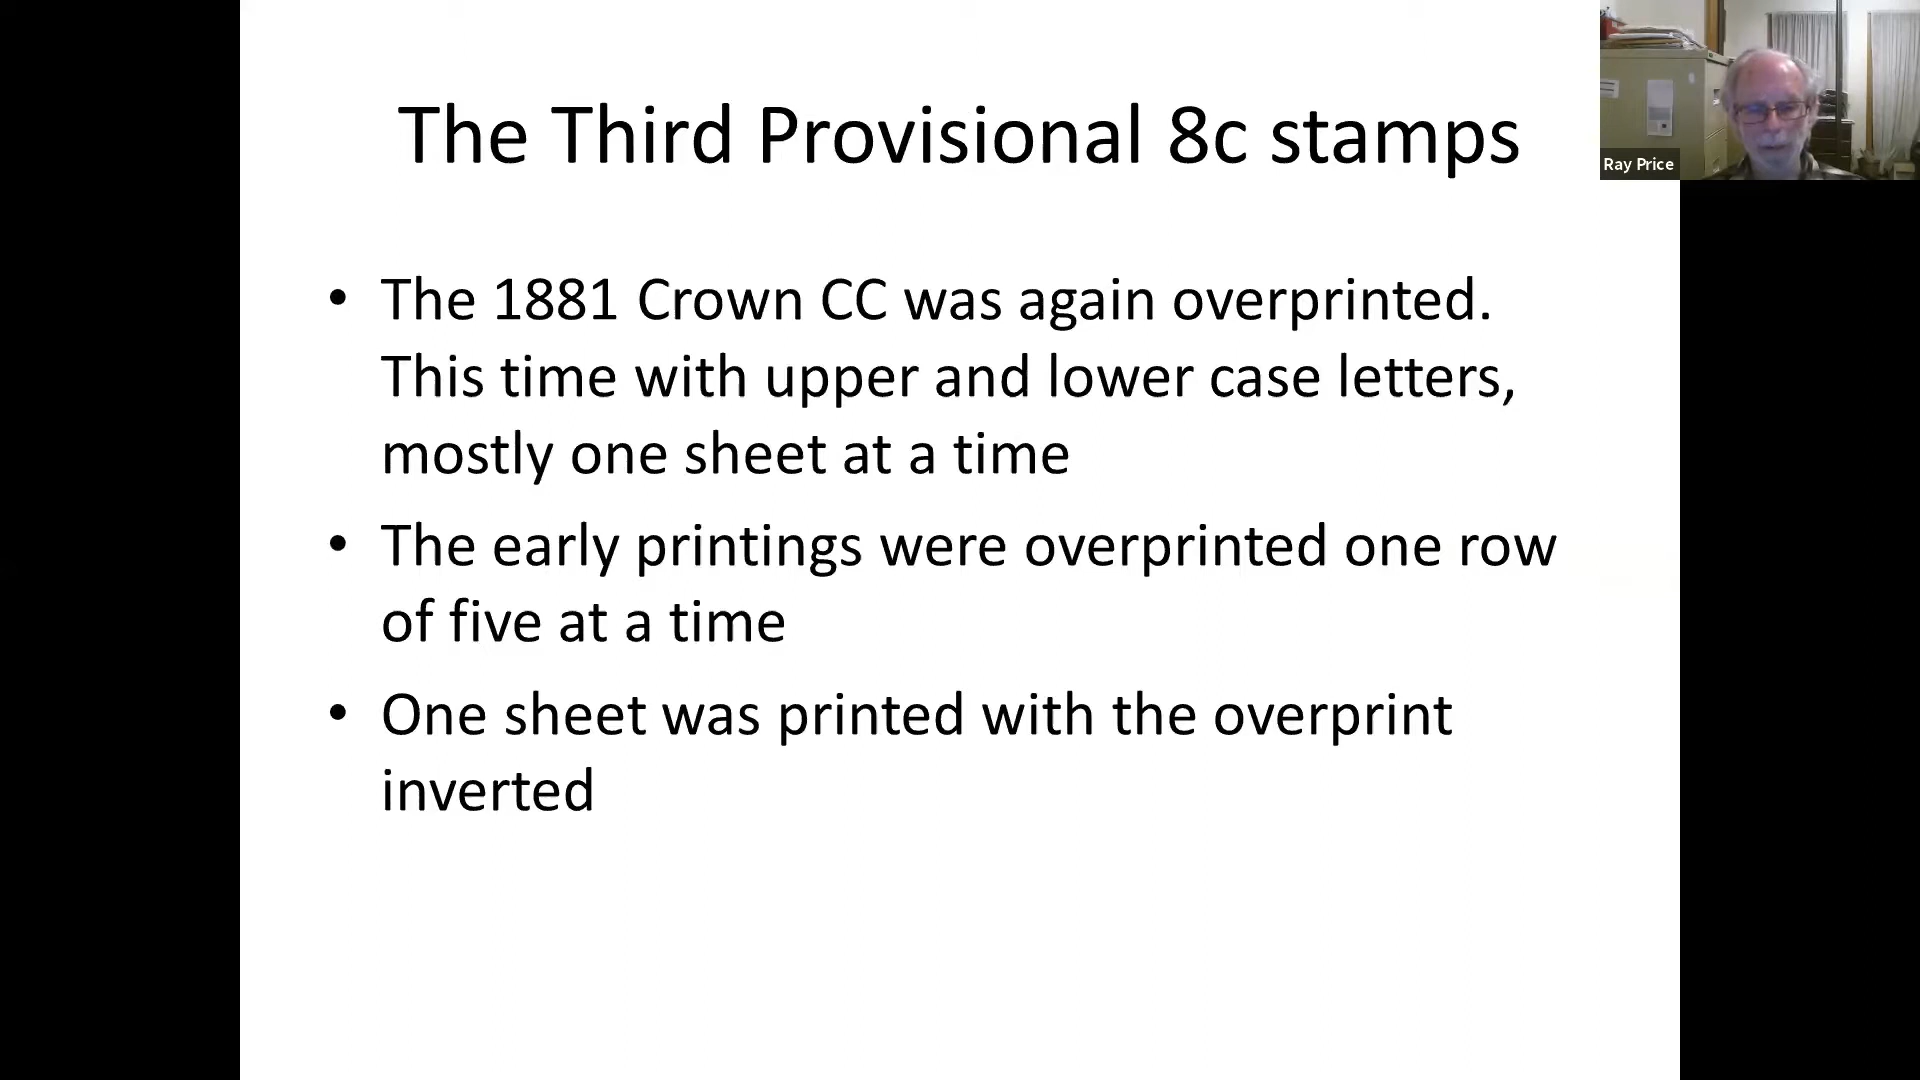 The Third Provisional 8c stamps
Ray Price
• The 1881 Crown CC was again overprinted.
This time with upper and lower case letters,
mostly one sheet at a time
• The early printings were overprinted one row
of five at a time
• One sheet was printed with the overprint
inverted